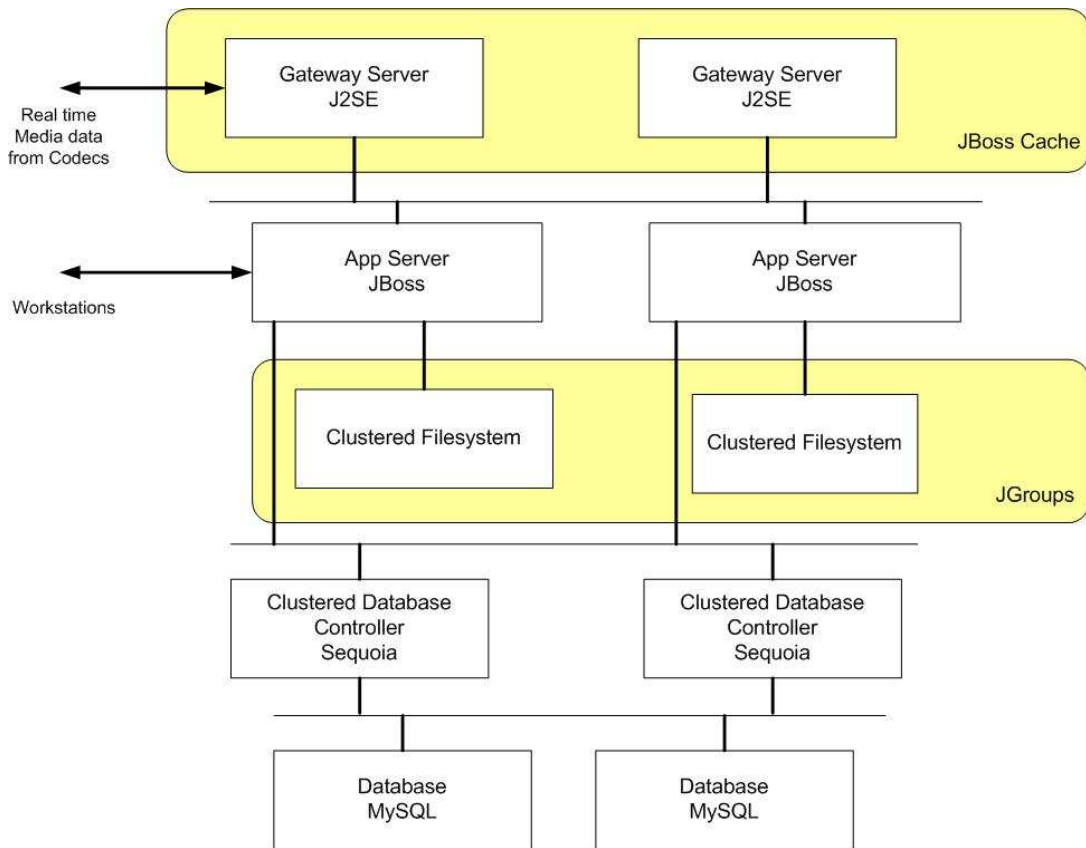 Gateway Server
J2SE
Gateway Server
J2SE
Real time
Media data
from Codecs
JBoss Cache
App Server
JBoss
App Server
JBoss
Workstations
Clustered Filesystem
Clustered Filesystem
JGroups
Clustered Database
Controller
Sequoia
Clustered Database
Controller
Sequoia
Database
MySQL
Database
MySQL